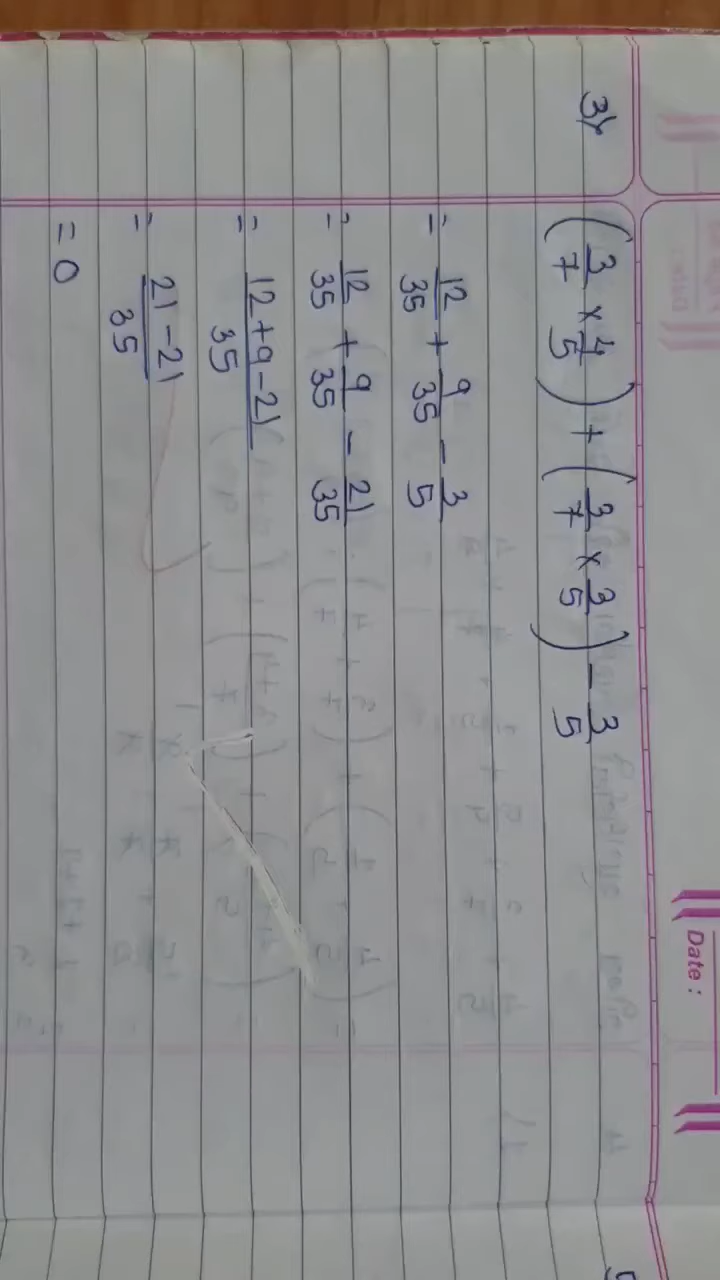 Date :
3) (3/7 × 4/5) + (3/7 × 3/5) - 3/5
= 12/35 + 9/35 - 3/5
= 12/35 + 9/35 - 21/35
= 12+9-21/35
= 21-21/35
= 0